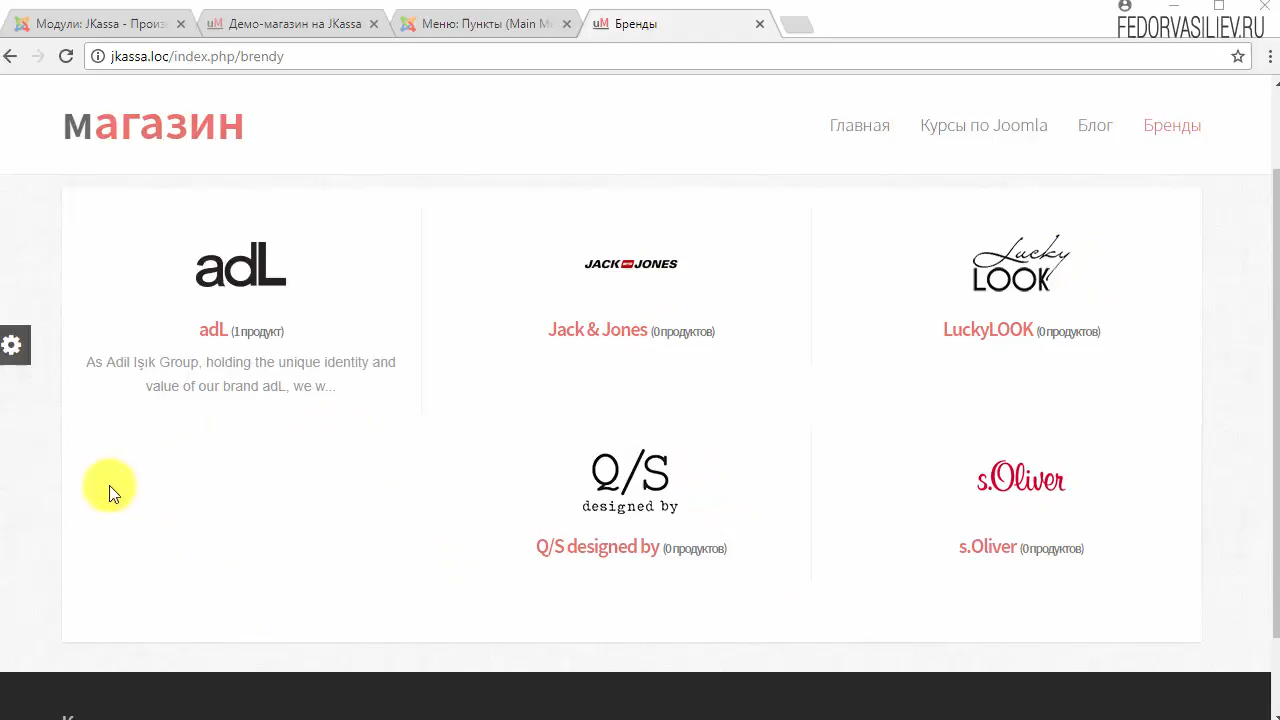 Модули: JKassa - Произ
Демо-магазин на JKassa
Меню: Пункты (Main M
Бренды
FEDORVASILIEV.RU
jkassa.loc/index.php/brendy
магазин
Главная
Курсы по Joomla
Блог
Бренды
adL
JACK JONES
Lucky
LOOK
adL (1 продукт)
Jack & Jones (0 продуктов)
LuckyLOOK (0 продуктов)
As Adil Işık Group, holding the unique identity and
value of our brand adL, we w...
Q/S
designed by
s.Oliver
Q/S designed by (0 продуктов)
s.Oliver (0 продуктов)